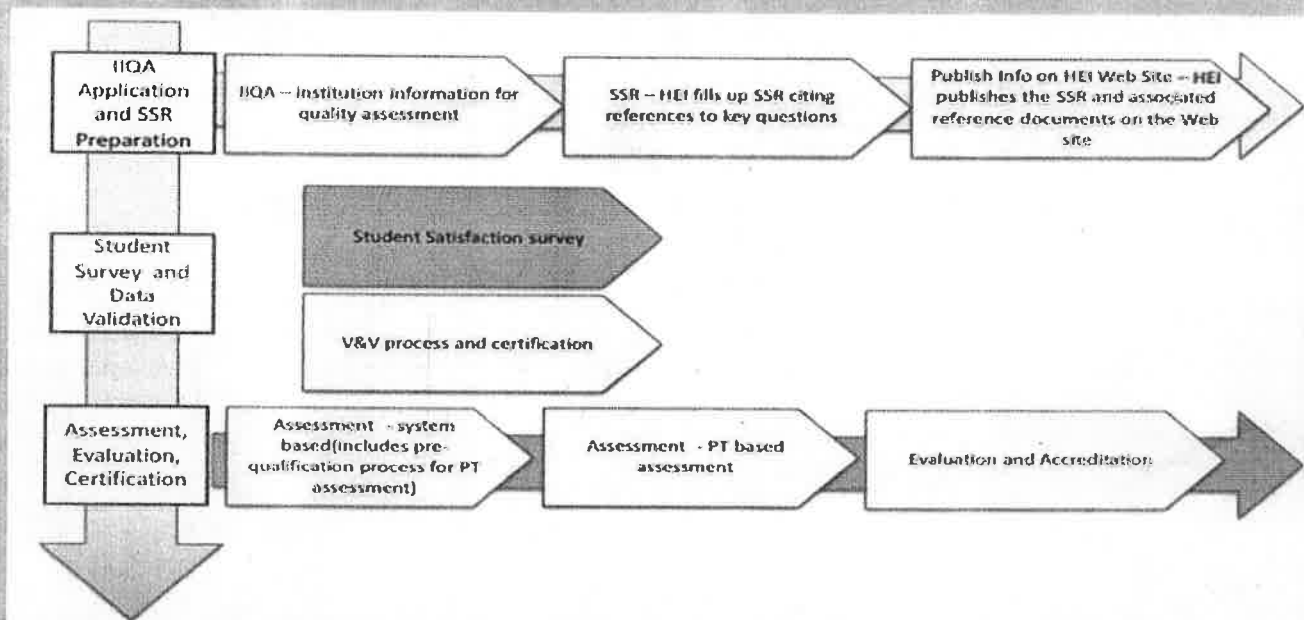 IIQA
Application
and SSR
Preparation
IIQA – Institution information for
quality assessment
SSR – HEI fills up SSR citing
references to key questions
Publish Info on HEI Web Site – HEI
publishes the SSR and associated
reference documents on the Web
site
Student
Survey and
Data
Validation
Student Satisfaction survey
V&V process and certification
Assessment,
Evaluation,
Certification
Assessment - system
based(includes pre-
qualification process for PT
assessment)
Assessment - PT based
assessment
Evaluation and Accreditation